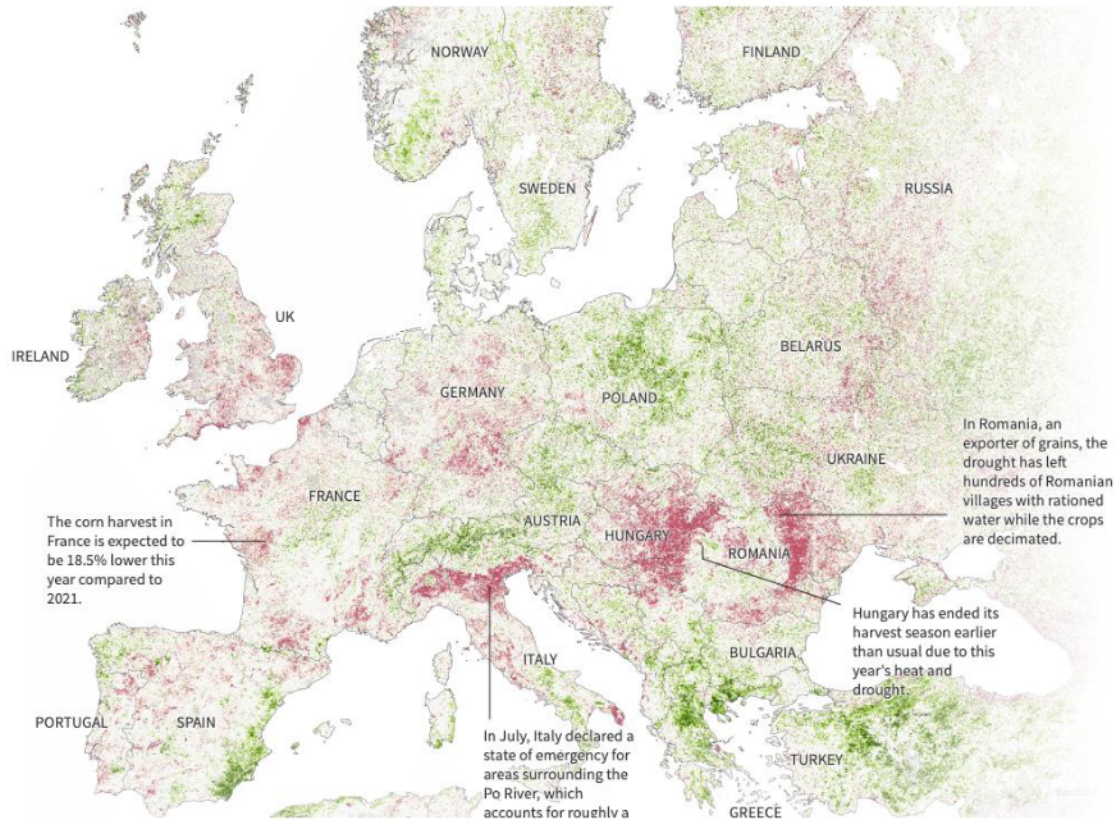 NORWAY
FINLAND
SWEDEN
RUSSIA
UK
IRELAND
BELARUS
GERMANY
POLAND
In Romania, an
exporter of grains, the
drought has left
hundreds of Romanian
villages with rationed
water while the crops
are decimated.
UKRAINE
FRANCE
The corn harvest in
France is expected to
be 18.5% lower this
year compared to
2021.
AUSTRIA
HUNGARY
ROMANIA
Hungary has ended its
harvest season earlier
than usual due to this
year's heat and
drought.
BULGARIA
ITALY
PORTUGAL
SPAIN
In July, Italy declared a
state of emergency for
areas surrounding the
Po River, which
accounts for roughly a
TURKEY
GREECE